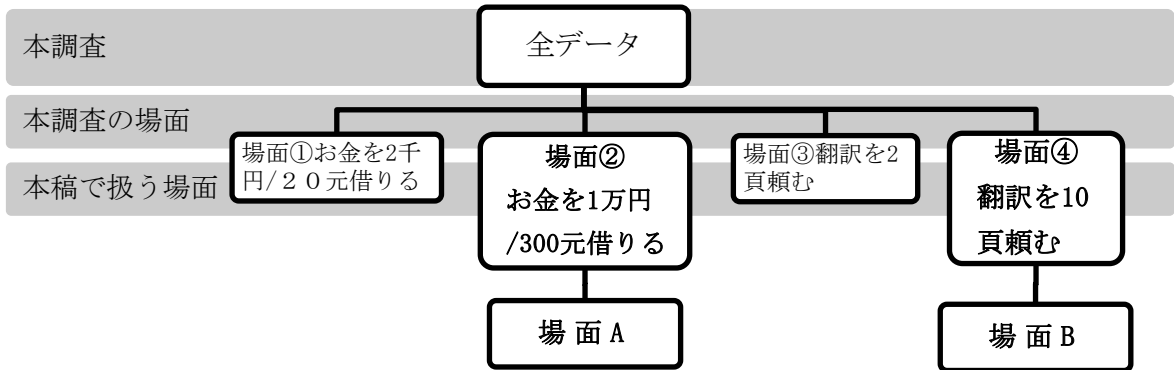 本調査
全データ
本調査の場面
場面①お金を2千
円/２０元借りる
場面②
お金を1万円
/300元借りる
場面③翻訳を2
頁頼む
場面④
翻訳を10
頁頼む
本稿で扱う場面
場 面 A
場 面 B